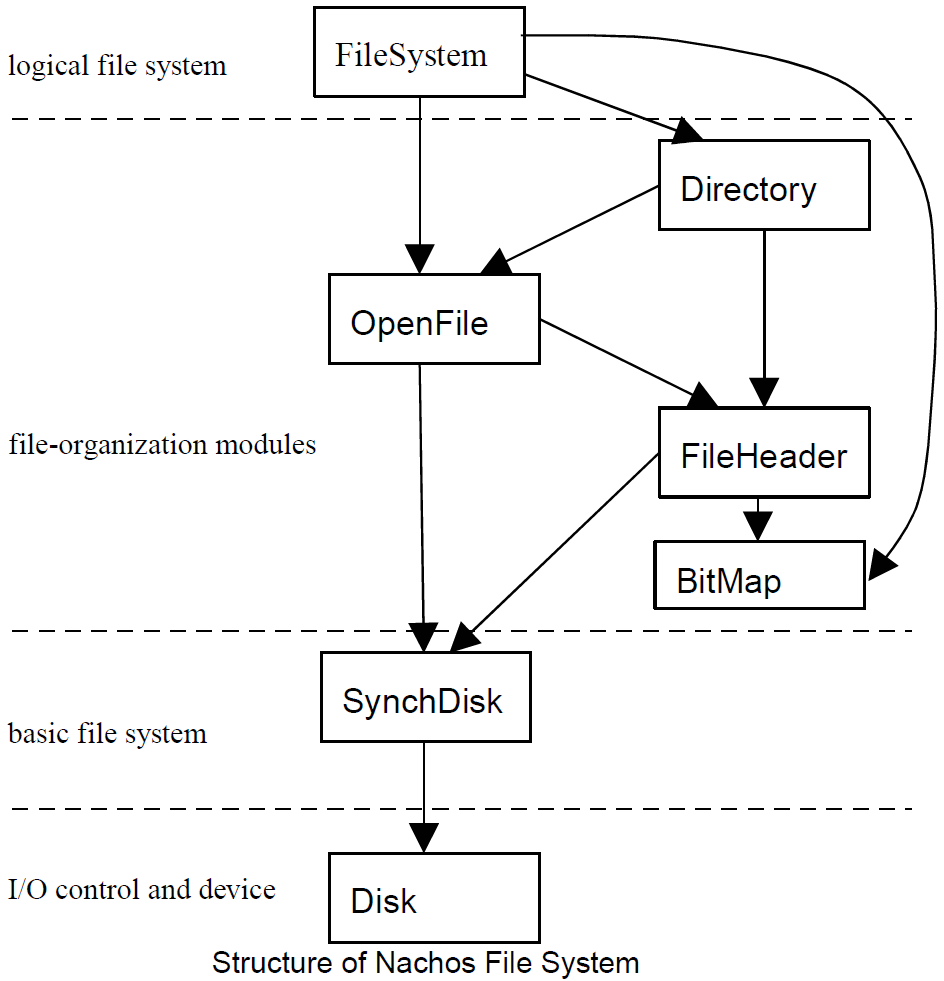 FileSystem
logical file system
Directory
OpenFile
file-organization modules
FileHeader
BitMap
SynchDisk
basic file system
I/O control and device
Disk
Structure of Nachos File System